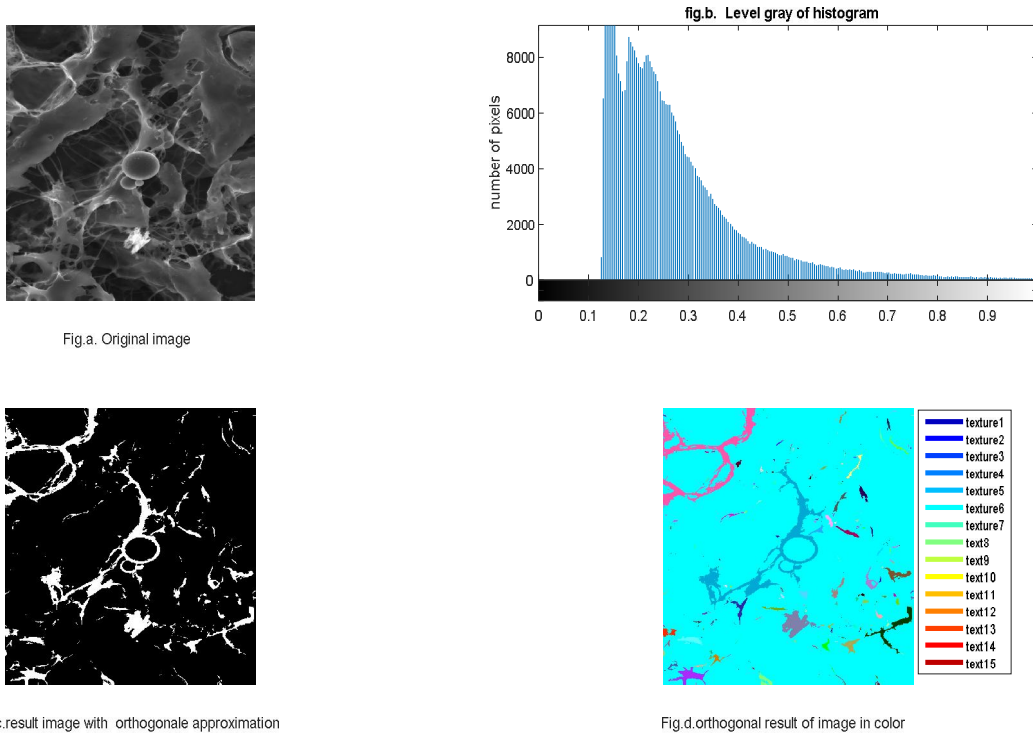 fig.b. Level gray of histogram
number of pixels
8000
6000
4000
2000
0
0 0.1 0.2 0.3 0.4 0.5 0.6 0.7 0.8 0.9
Fig.a. Original image
texture1
texture2
texture3
texture4
texture5
texture6
texture7
text8
text9
text10
text11
text12
text13
text14
text15
c.result image with orthogonale approximation
Fig.d.orthogonal result of image in color